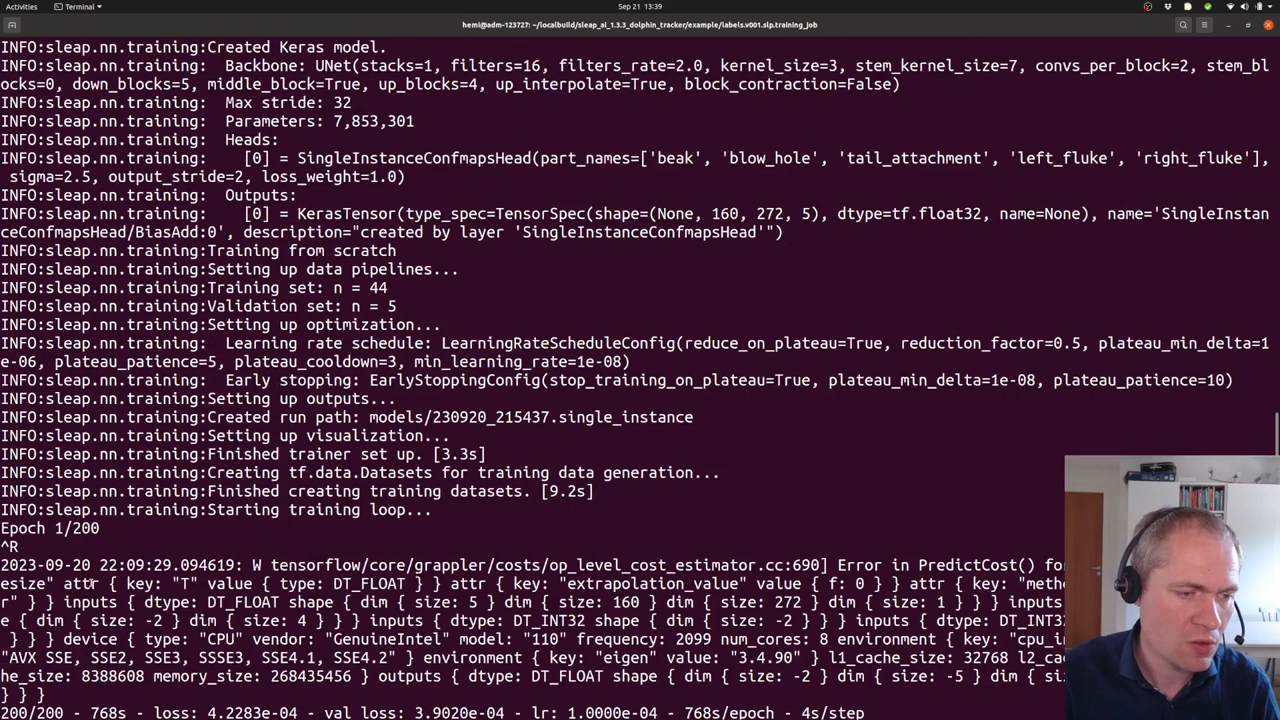 Activities
Terminal
Sep 21 13:39
hemi@adm-123727: ~/localbuild/sleap_ai_1.3.3_dolphin_tracker/example/labels.v001.slp.training_job
INFO:sleap.nn.training:Created Keras model.
INFO:sleap.nn.training:  Backbone: UNet(stacks=1, filters=16, filters_rate=2.0, kernel_size=3, stem_kernel_size=7, convs_per_block=2, stem_bl
ocks=0, down_blocks=5, middle_block=True, up_blocks=4, up_interpolate=True, block_contraction=False)
INFO:sleap.nn.training:  Max stride: 32
INFO:sleap.nn.training:  Parameters: 7,853,301
INFO:sleap.nn.training:  Heads:
INFO:sleap.nn.training:    [0] = SingleInstanceConfmapsHead(part_names=['beak', 'blow_hole', 'tail_attachment', 'left_fluke', 'right_fluke'],
 sigma=2.5, output_stride=2, loss_weight=1.0)
INFO:sleap.nn.training:  Outputs:
INFO:sleap.nn.training:    [0] = KerasTensor(type_spec=TensorSpec(shape=(None, 160, 272, 5), dtype=tf.float32, name=None), name='SingleInstan
ceConfmapsHead/BiasAdd:0', description="created by layer 'SingleInstanceConfmapsHead'")
INFO:sleap.nn.training:Training from scratch
INFO:sleap.nn.training:Setting up data pipelines...
INFO:sleap.nn.training:Training set: n = 44
INFO:sleap.nn.training:Validation set: n = 5
INFO:sleap.nn.training:Setting up optimization...
INFO:sleap.nn.training:  Learning rate schedule: LearningRateScheduleConfig(reduce_on_plateau=True, reduction_factor=0.5, plateau_min_delta=1
e-06, plateau_patience=5, plateau_cooldown=3, min_learning_rate=1e-08)
INFO:sleap.nn.training:  Early stopping: EarlyStoppingConfig(stop_training_on_plateau=True, plateau_min_delta=1e-08, plateau_patience=10)
INFO:sleap.nn.training:Setting up outputs...
INFO:sleap.nn.training:Created run path: models/230920_215437.single_instance
INFO:sleap.nn.training:Setting up visualization...
INFO:sleap.nn.training:Finished trainer set up. [3.3s]
INFO:sleap.nn.training:Creating tf.data.Datasets for training data generation...
INFO:sleap.nn.training:Finished creating training datasets. [9.2s]
INFO:sleap.nn.training:Starting training loop...
Epoch 1/200
^R
2023-09-20 22:09:29.094619: W tensorflow/core/grappler/costs/op_level_cost_estimator.cc:690] Error in PredictCost() fo
esize" attr { key: "T" value { type: DT_FLOAT } } attr { key: "extrapolation_value" value { f: 0 } } attr { key: "meth
r" } } inputs { dtype: DT_FLOAT shape { dim { size: 5 } dim { size: 160 } dim { size: 272 } dim { size: 1 } } } inputs
e { dim { size: -2 } dim { size: 4 } } } inputs { dtype: DT_INT32 shape { dim { size: -2 } } } inputs { dtype: DT_INT32
 } } } device { type: "CPU" vendor: "GenuineIntel" model: "110" frequency: 2099 num_cores: 8 environment { key: "cpu_i
"AVX SSE, SSE2, SSE3, SSSE3, SSE4.1, SSE4.2" } environment { key: "eigen" value: "3.4.90" } l1_cache_size: 32768 l2_ca
he_size: 8388608 memory_size: 268435456 } outputs { dtype: DT_FLOAT shape { dim { size: -2 } dim { size: -5 } dim { si
} } }
200/200 - 768s - loss: 4.2283e-04 - val_loss: 3.9020e-04 - lr: 1.0000e-04 - 768s/epoch - 4s/step